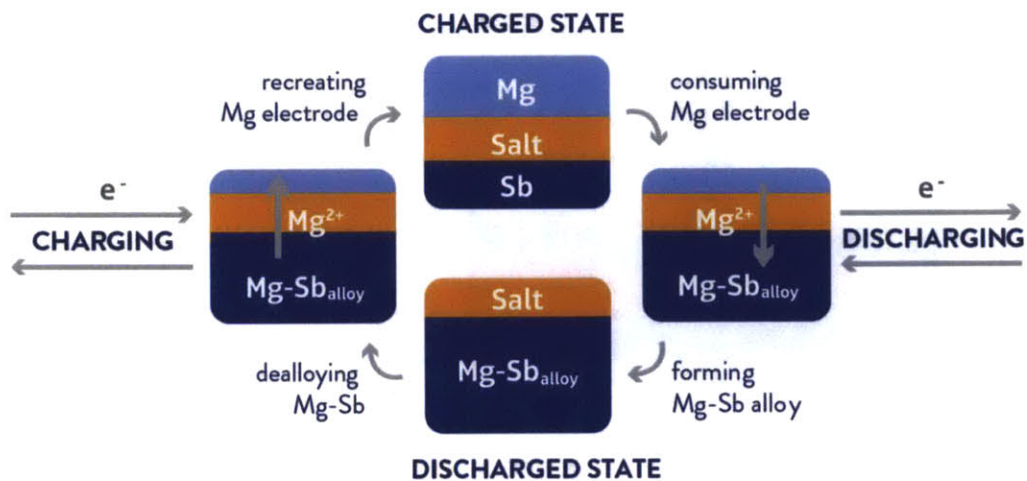 CHARGED STATE
recreating
Mg electrode
Mg
Salt
Sb
consuming
Mg electrode
e⁻
CHARGING
Mg²⁺
Mg-Sballoy
Mg²⁺
Mg-Sballoy
e⁻
DISCHARGING
dealloying
Mg-Sb
Salt
Mg-Sballoy
forming
Mg-Sb alloy
DISCHARGED STATE